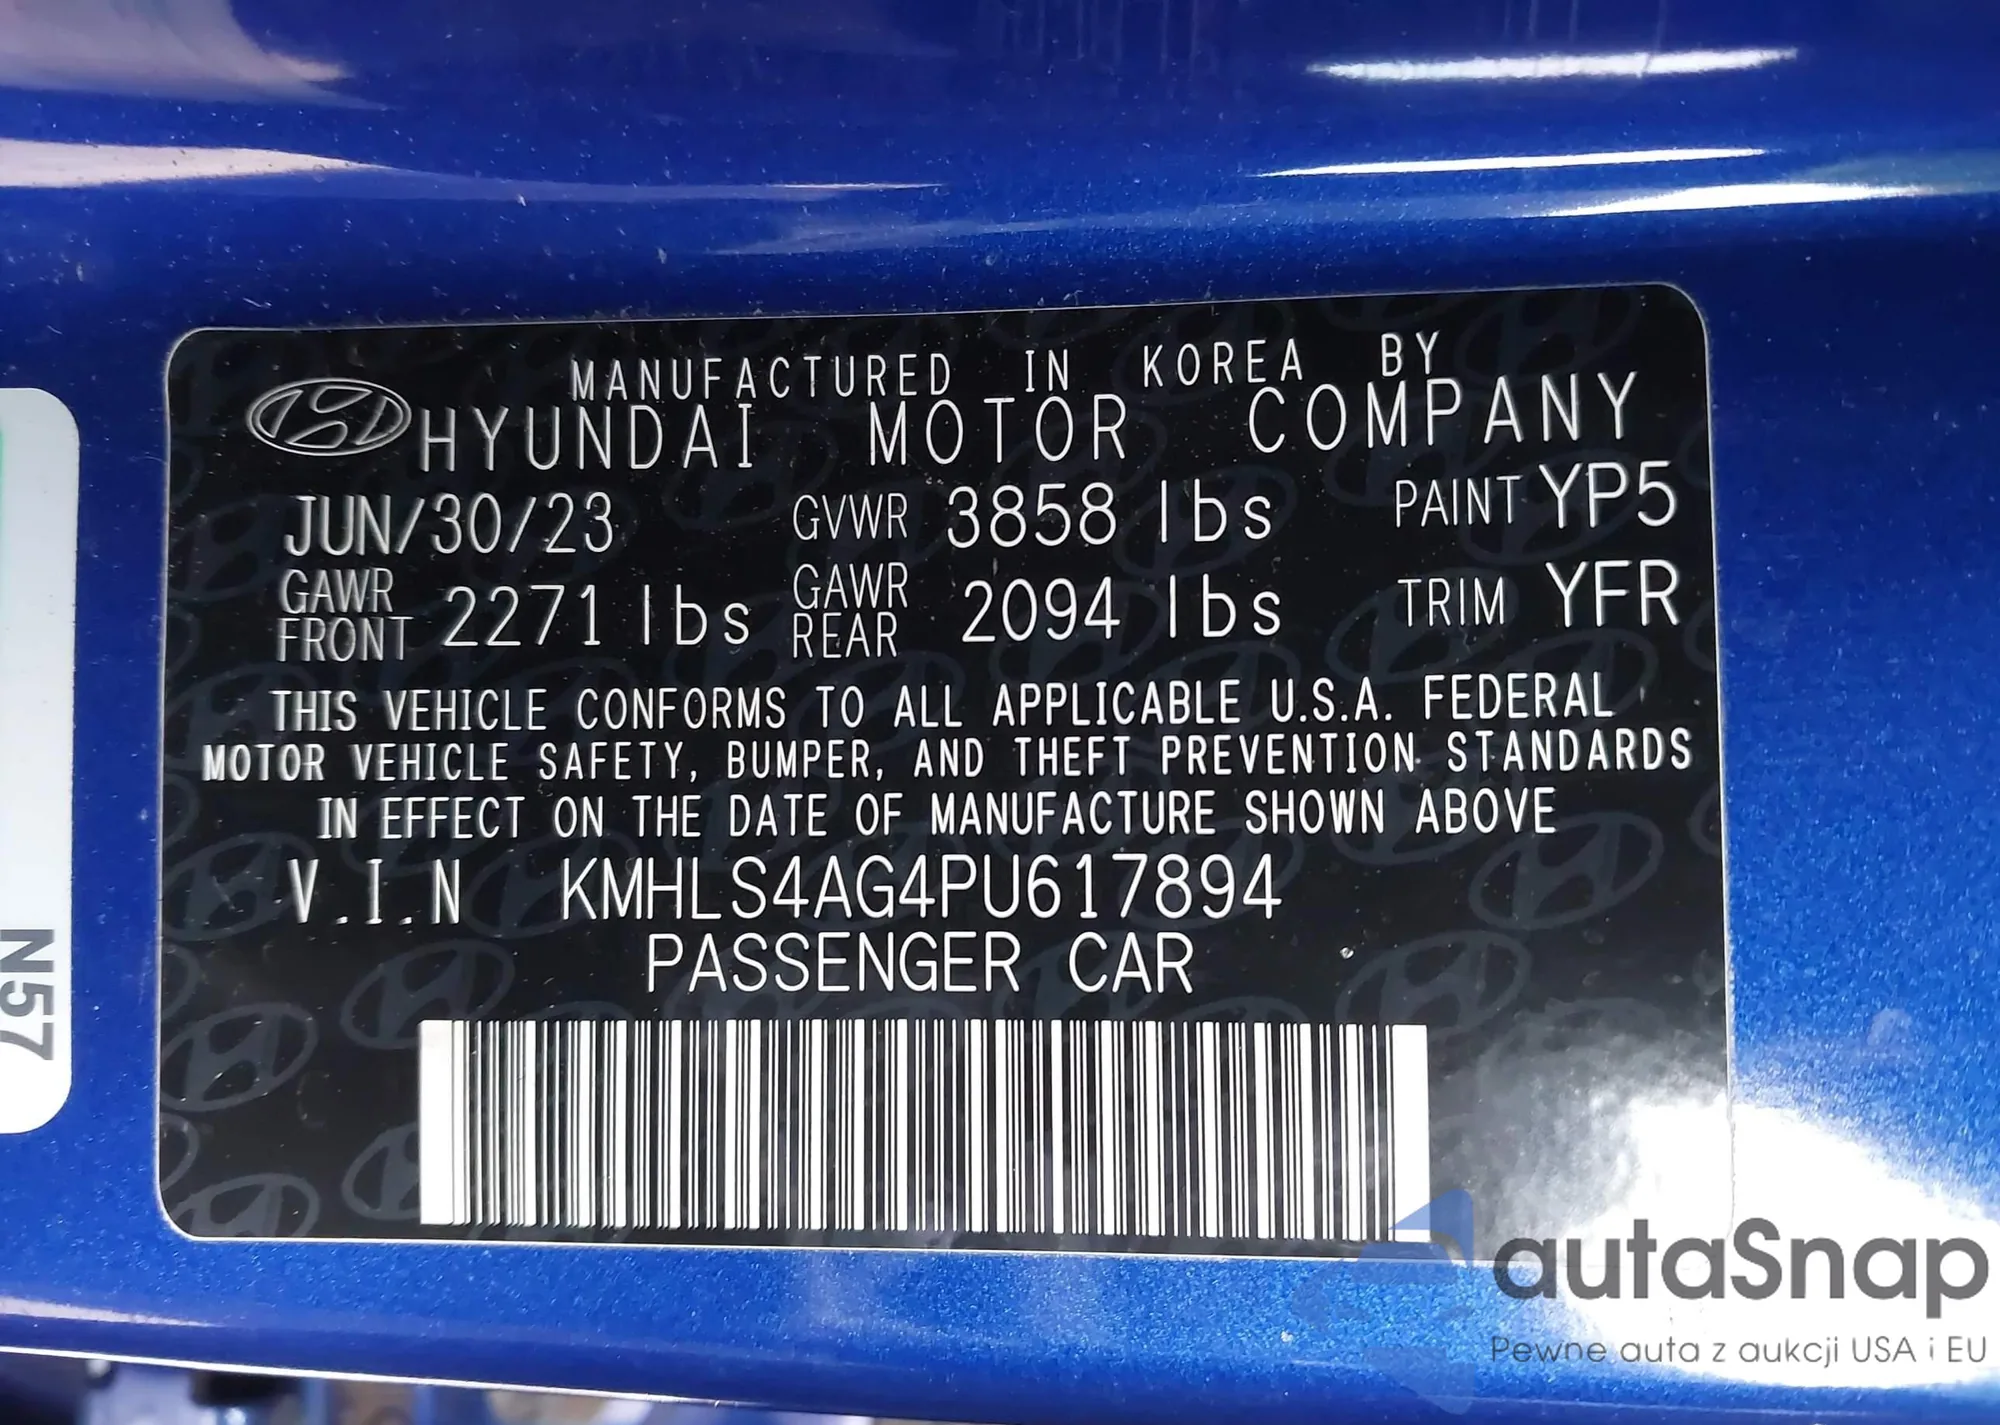 MANUFACTURED IN KOREA BY
HYUNDAI MOTOR COMPANY
JUN/30/23 GVWR 3858 lbs PAINT YP5
GAWR FRONT 2271 lbs GAWR REAR 2094 lbs TRIM YFR
THIS VEHICLE CONFORMS TO ALL APPLICABLE U.S.A. FEDERAL
MOTOR VEHICLE SAFETY, BUMPER, AND THEFT PREVENTION STANDARDS
IN EFFECT ON THE DATE OF MANUFACTURE SHOWN ABOVE
V.I.N KMHLS4AG4PU617894
PASSENGER CAR
N57
autaSnap
Pewne auta z aukcji USA i EU